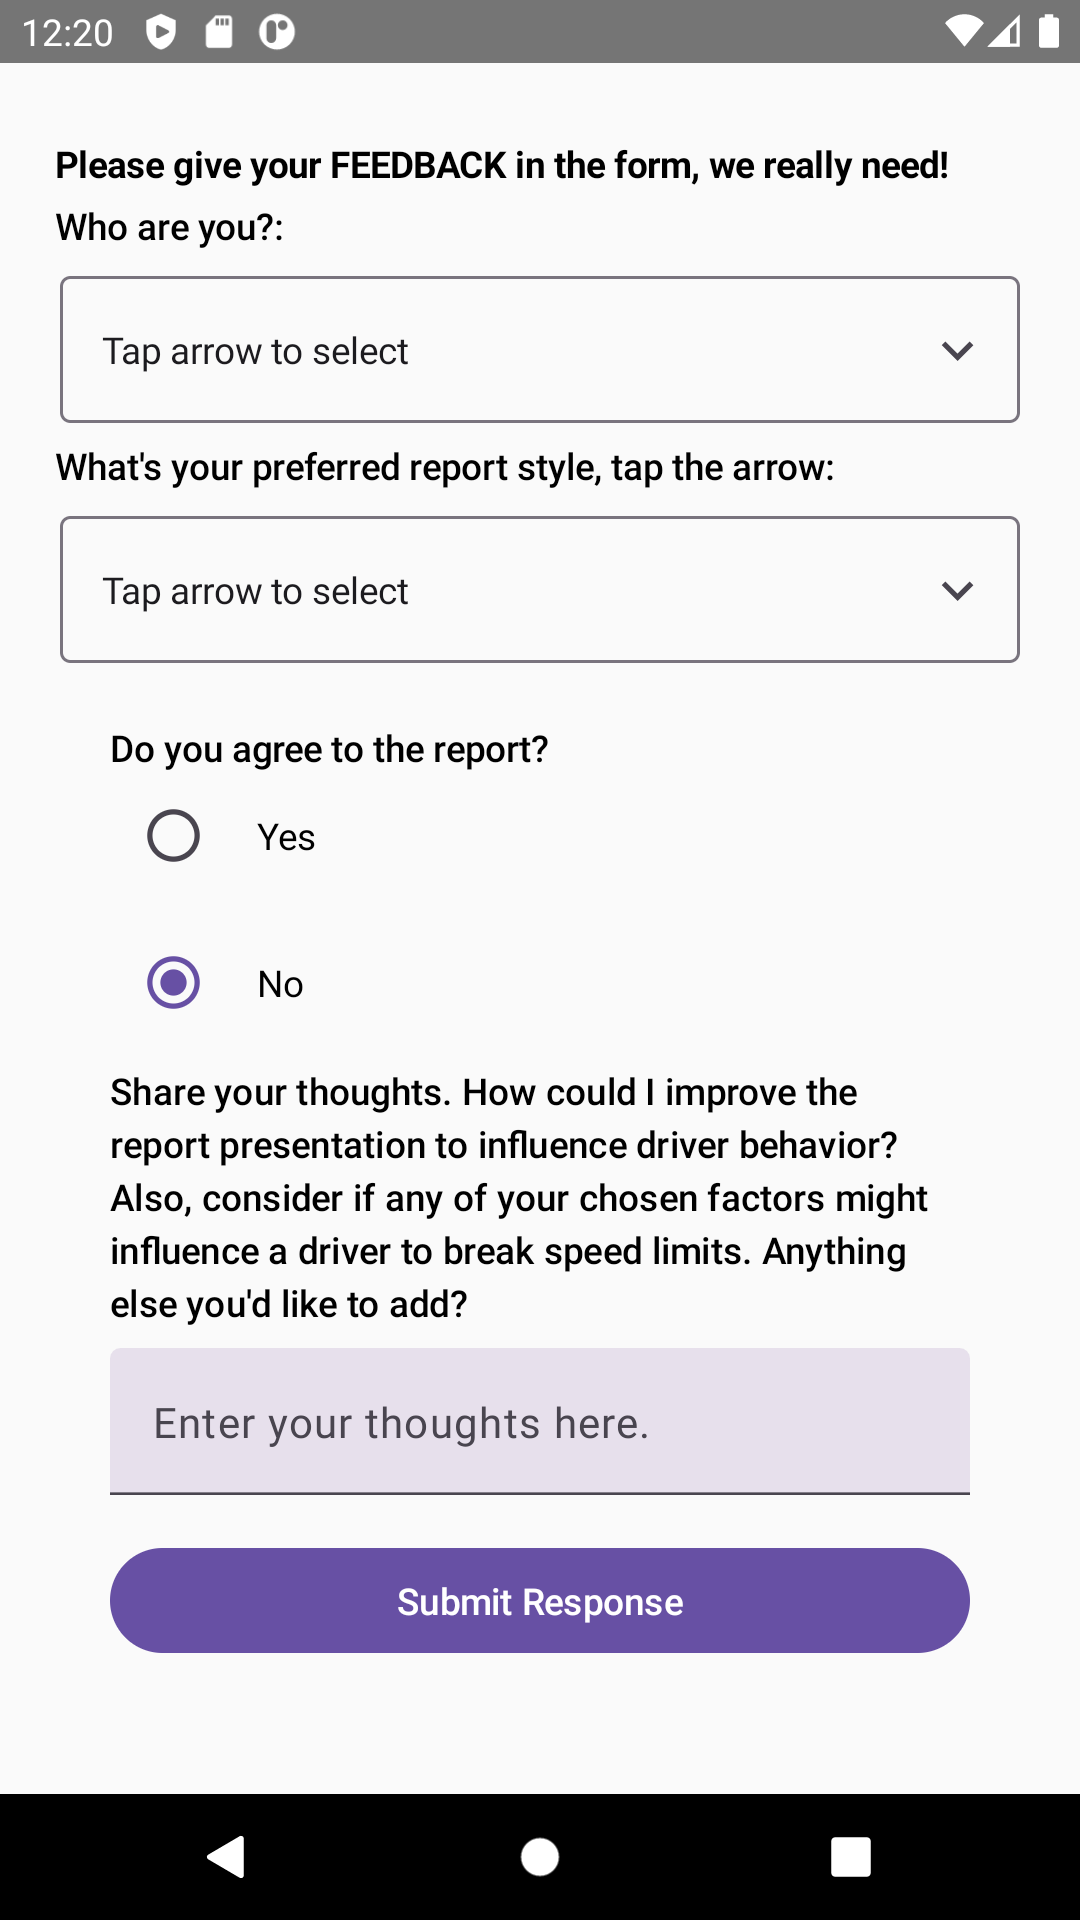 12:20
Please give your FEEDBACK in the form, we really need!
Who are you?:
Tap arrow to select
What's your preferred report style, tap the arrow:
Tap arrow to select
Do you agree to the report?
Yes
No
Share your thoughts. How could I improve the
report presentation to influence driver behavior?
Also, consider if any of your chosen factors might
influence a driver to break speed limits. Anything
else you'd like to add?
Enter your thoughts here.
Submit Response